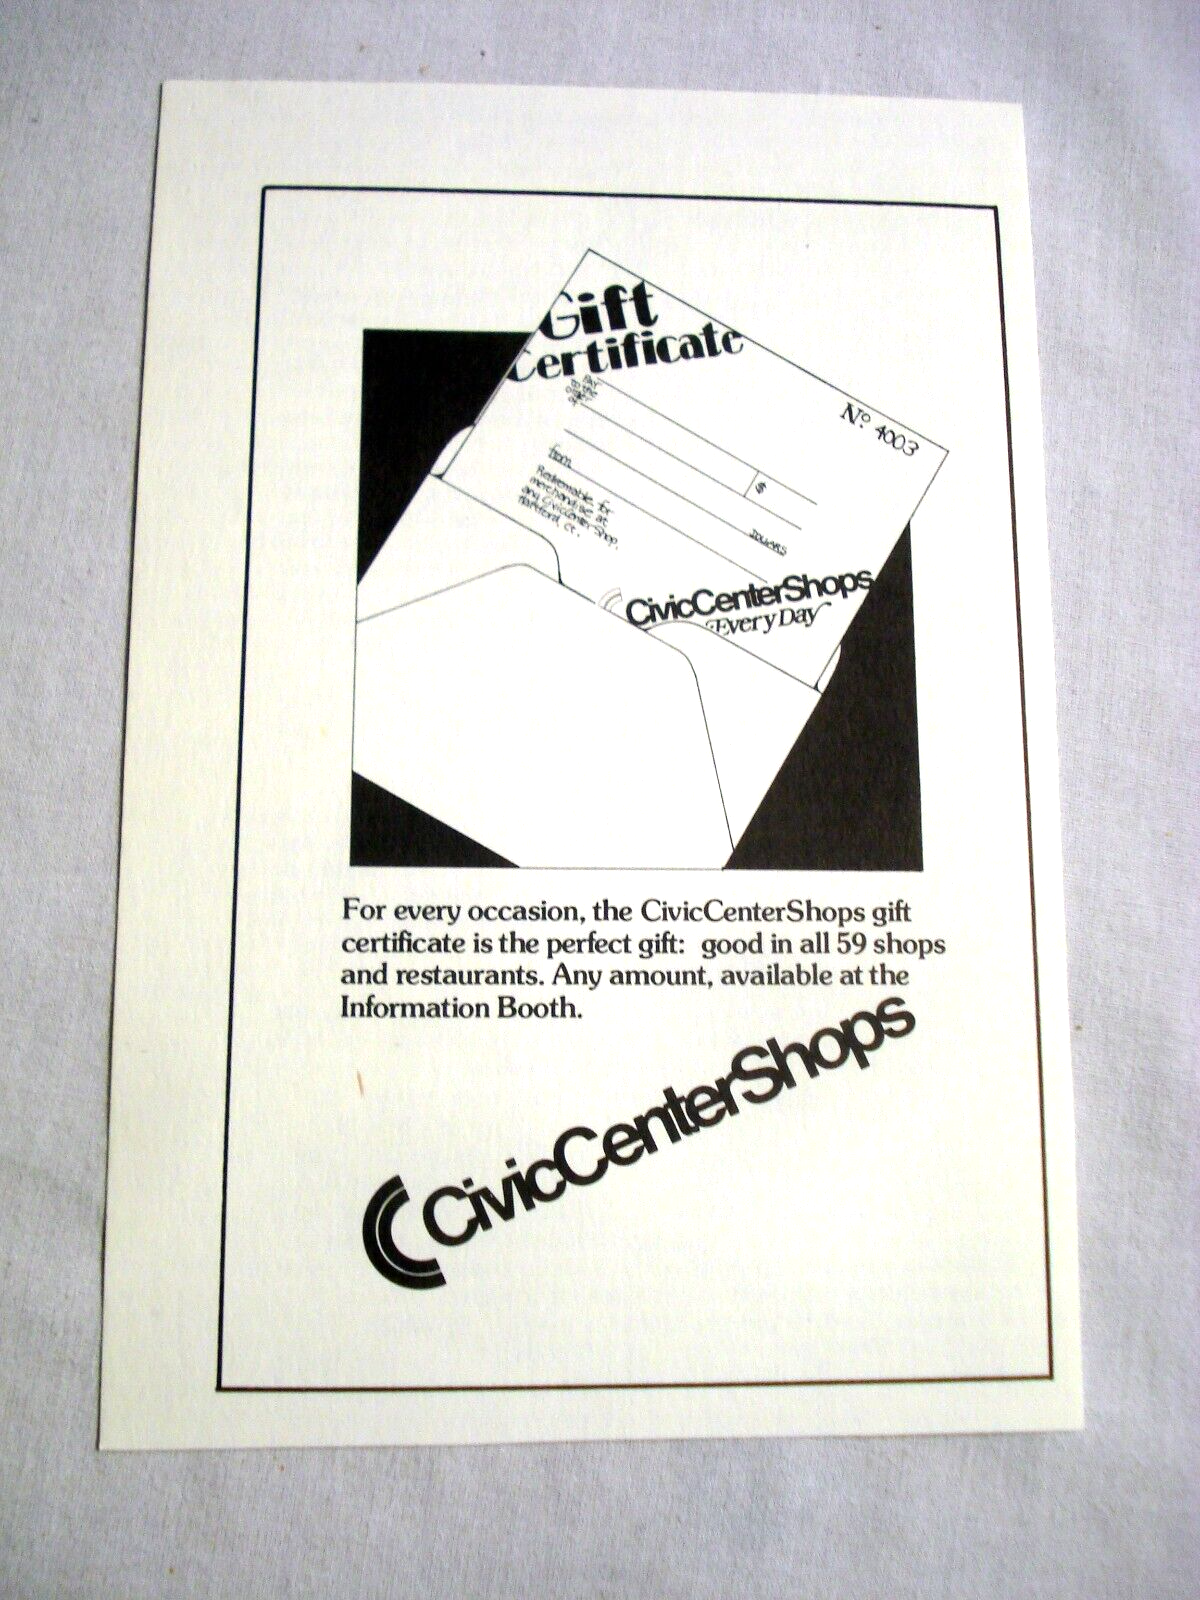 Gift
Certificate
Nº 4003
$
DOLLARS
from
Redeemable for
merchandise at
any CivicCenterShop,
Hartford, Ct.
CivicCenterShops
Every Day
For every occasion, the CivicCenterShops gift
certificate is the perfect gift: good in all 59 shops
and restaurants. Any amount, available at the
Information Booth.
CivicCenterShops